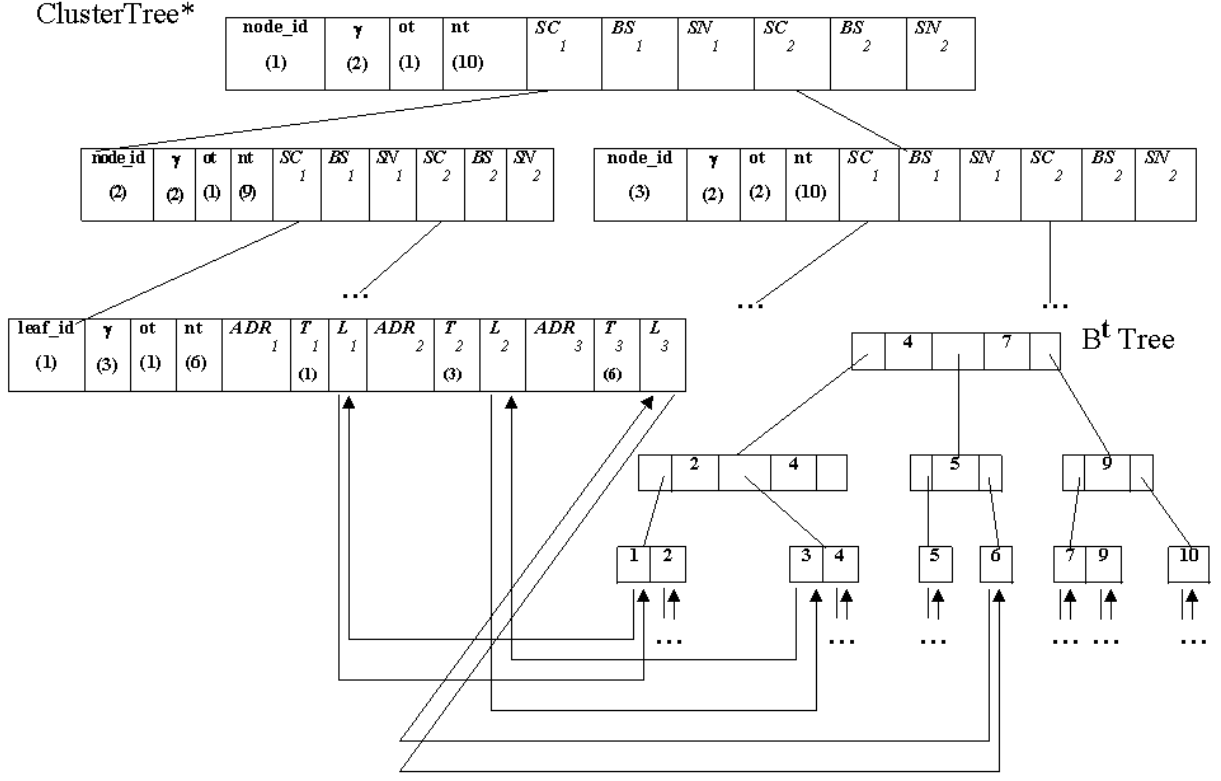 ClusterTree*
node_id γ ot nt SC BS SN SC BS SN
1 1 1 2 2 2
(1) (2) (1) (10)
node_id γ ot nt SC BS SN SC BS SN
1 1 1 2 2 2
(2) (2) (1) (9)
node_id γ ot nt SC BS SN SC BS SN
1 1 1 2 2 2
(3) (2) (2) (10)
... ... ... ...
leaf_id γ ot nt ADR T L ADR T L ADR T L
1 1 1 2 2 2 3 3 3
(1) (3) (1) (6) (1) (3) (6)
4 7
B^t Tree
2 4
5
9
1 2 3 4 5 6 7 9 10
... ... ... ... ... ...